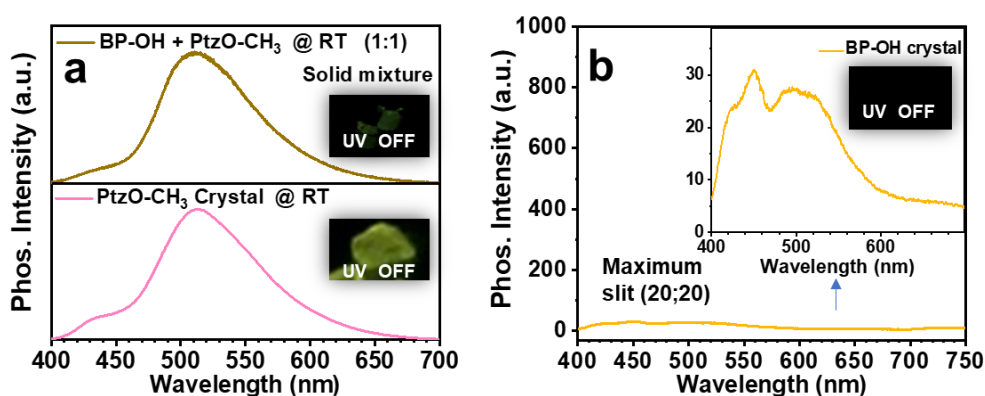 a
BP-OH + PtzO-CH₃ @ RT (1:1)
Solid mixture
UV OFF
PtzO-CH₃ Crystal @ RT
UV OFF
Phos. Intensity (a.u.)
400 450 500 550 600 650 700
Wavelength (nm)
b
Phos. Intensity (a.u.)
1000
800
600
400
200
0
BP-OH crystal
UV OFF
30
20
10
0
400 500 600
Wavelength (nm)
Maximum
slit (20;20)
400 450 500 550 600 650 700 750
Wavelength (nm)